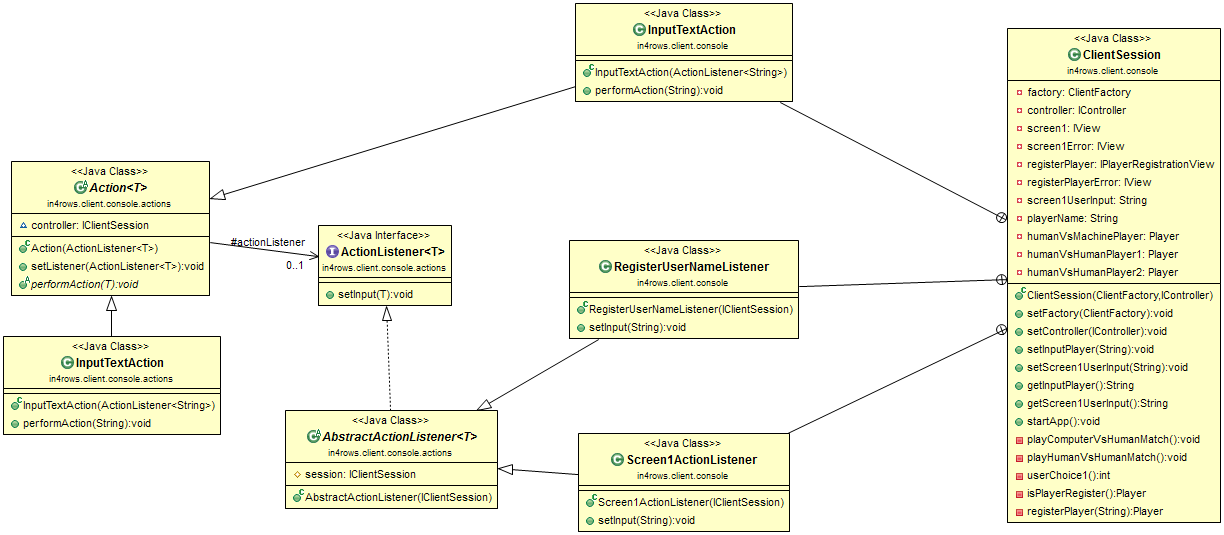 <<Java Class>>
InputTextAction
in4rows.client.console
InputTextAction(ActionListener<String>)
performAction(String):void
<<Java Class>>
ClientSession
in4rows.client.console
factory: ClientFactory
controller: IController
screen1: IView
screen1Error: IView
registerPlayer: IPlayerRegistrationView
registerPlayerError: IView
screen1UserInput: String
playerName: String
humanVsMachinePlayer: Player
humanVsHumanPlayer1: Player
humanVsHumanPlayer2: Player
ClientSession(ClientFactory,IController)
setFactory(ClientFactory):void
setController(IController):void
setInputPlayer(String):void
setScreen1UserInput(String):void
getInputPlayer():String
getScreen1UserInput():String
startApp():void
playComputerVsHumanMatch():void
playHumanVsHumanMatch():void
userChoice1():int
isPlayerRegister():Player
registerPlayer(String):Player
<<Java Class>>
Action<T>
in4rows.client.console.actions
controller: IClientSession
Action(ActionListener<T>)
setListener(ActionListener<T>):void
performAction(T):void
#actionListener
0..1
<<Java Interface>>
ActionListener<T>
in4rows.client.console.actions
setInput(T):void
<<Java Class>>
RegisterUserNameListener
in4rows.client.console
RegisterUserNameListener(IClientSession)
setInput(String):void
<<Java Class>>
InputTextAction
in4rows.client.console.actions
InputTextAction(ActionListener<String>)
performAction(String):void
<<Java Class>>
AbstractActionListener<T>
in4rows.client.console.actions
session: IClientSession
AbstractActionListener(IClientSession)
<<Java Class>>
Screen1ActionListener
in4rows.client.console
Screen1ActionListener(IClientSession)
setInput(String):void